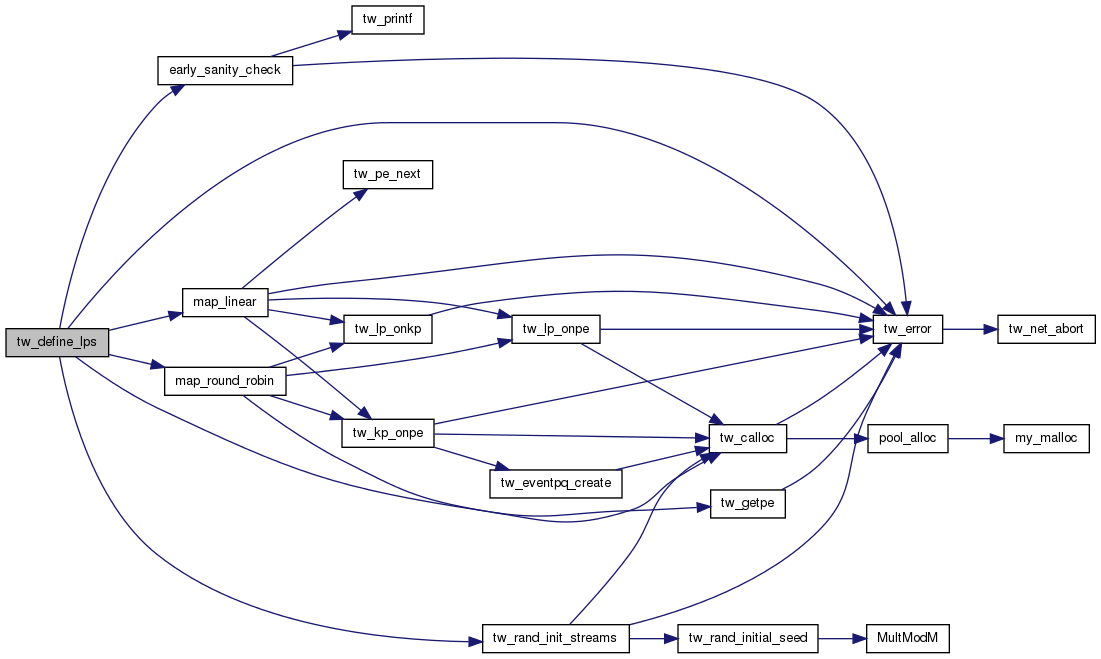 tw_printf
early_sanity_check
tw_pe_next
map_linear
tw_lp_onkp
tw_lp_onpe
tw_error
tw_net_abort
tw_define_lps
map_round_robin
tw_kp_onpe
tw_calloc
pool_alloc
my_malloc
tw_eventpq_create
tw_getpe
tw_rand_init_streams
tw_rand_initial_seed
MultModM